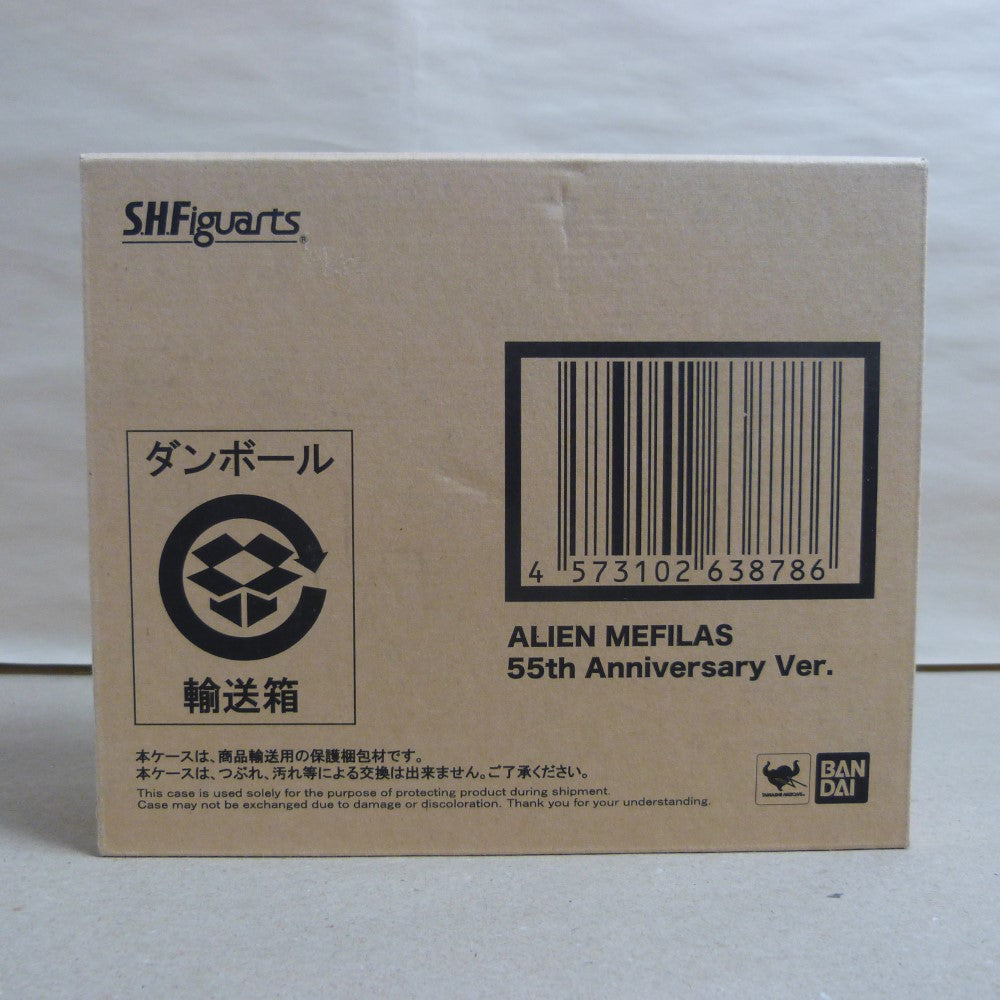 S.H.Figuarts®
ダンボール
輸送箱
4 573102 638786
ALIEN MEFILAS
55th Anniversary Ver.
本ケースは、商品輸送用の保護梱包材です。
本ケースは、つぶれ、汚れ等による交換は出来ません。ご了承ください。
This case is used solely for the purpose of protecting product during shipment.
Case may not be exchanged due to damage or discoloration. Thank you for your understanding.
TAMASHII NATIONS
BAN
DAI